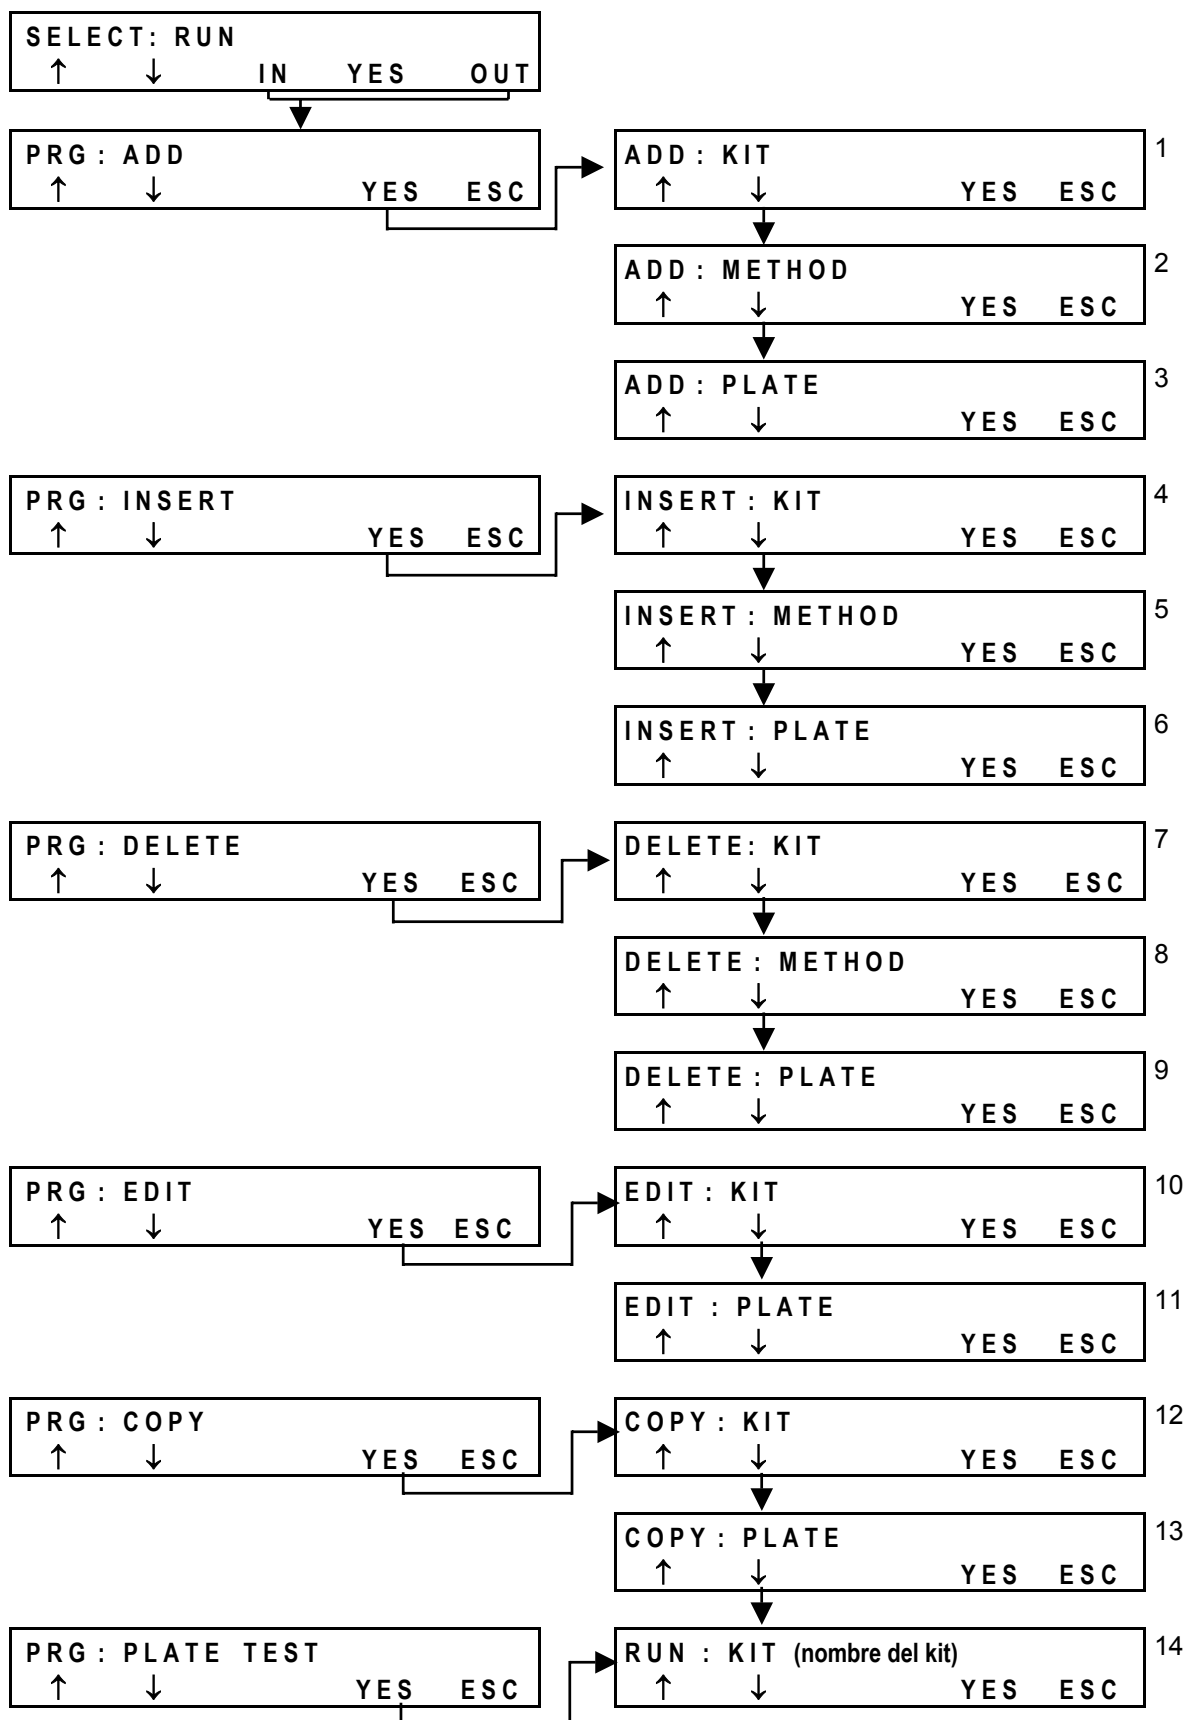 SELECT: RUN
↑ ↓ IN YES OUT
PRG: ADD
↑ ↓ YES ESC
ADD: KIT 1
↑ ↓ YES ESC
ADD: METHOD 2
↑ ↓ YES ESC
ADD: PLATE 3
↑ ↓ YES ESC
PRG: INSERT
↑ ↓ YES ESC
INSERT: KIT 4
↑ ↓ YES ESC
INSERT: METHOD 5
↑ ↓ YES ESC
INSERT: PLATE 6
↑ ↓ YES ESC
PRG: DELETE
↑ ↓ YES ESC
DELETE: KIT 7
↑ ↓ YES ESC
DELETE: METHOD 8
↑ ↓ YES ESC
DELETE: PLATE 9
↑ ↓ YES ESC
PRG: EDIT
↑ ↓ YES ESC
EDIT: KIT 10
↑ ↓ YES ESC
EDIT : PLATE 11
↑ ↓ YES ESC
PRG: COPY
↑ ↓ YES ESC
COPY: KIT 12
↑ ↓ YES ESC
COPY: PLATE 13
↑ ↓ YES ESC
PRG: PLATE TEST
↑ ↓ YES ESC
RUN : KIT (nombre del kit) 14
↑ ↓ YES ESC